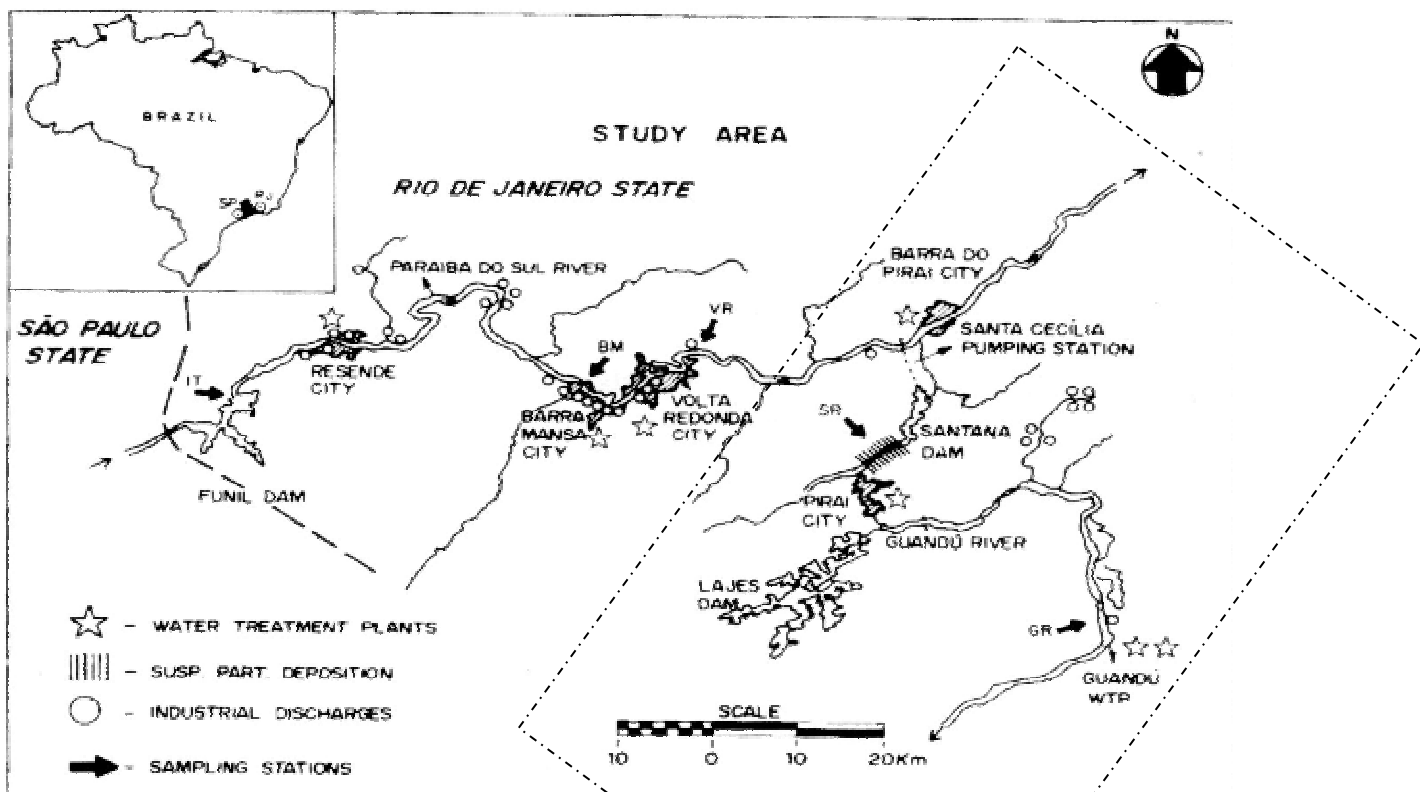 N
BRAZIL
SP
RJ
STUDY AREA
RIO DE JANEIRO STATE
SÃO PAULO
STATE
PARAIBA DO SUL RIVER
BARRA DO
PIRAI CITY
VR
SANTA CECÍLIA
PUMPING STATION
IT
RESENDE
CITY
BM
BARRA
MANSA
CITY
VOLTA
REDONDA
CITY
SR
SANTANA
DAM
FUNIL DAM
PIRAI
CITY
GUANDÚ RIVER
LAJES
DAM
GR
GUANDÚ
WTP
- WATER TREATMENT PLANTS
- SUSP. PART. DEPOSITION
- INDUSTRIAL DISCHARGES
- SAMPLING STATIONS
SCALE
10 0 10 20Km